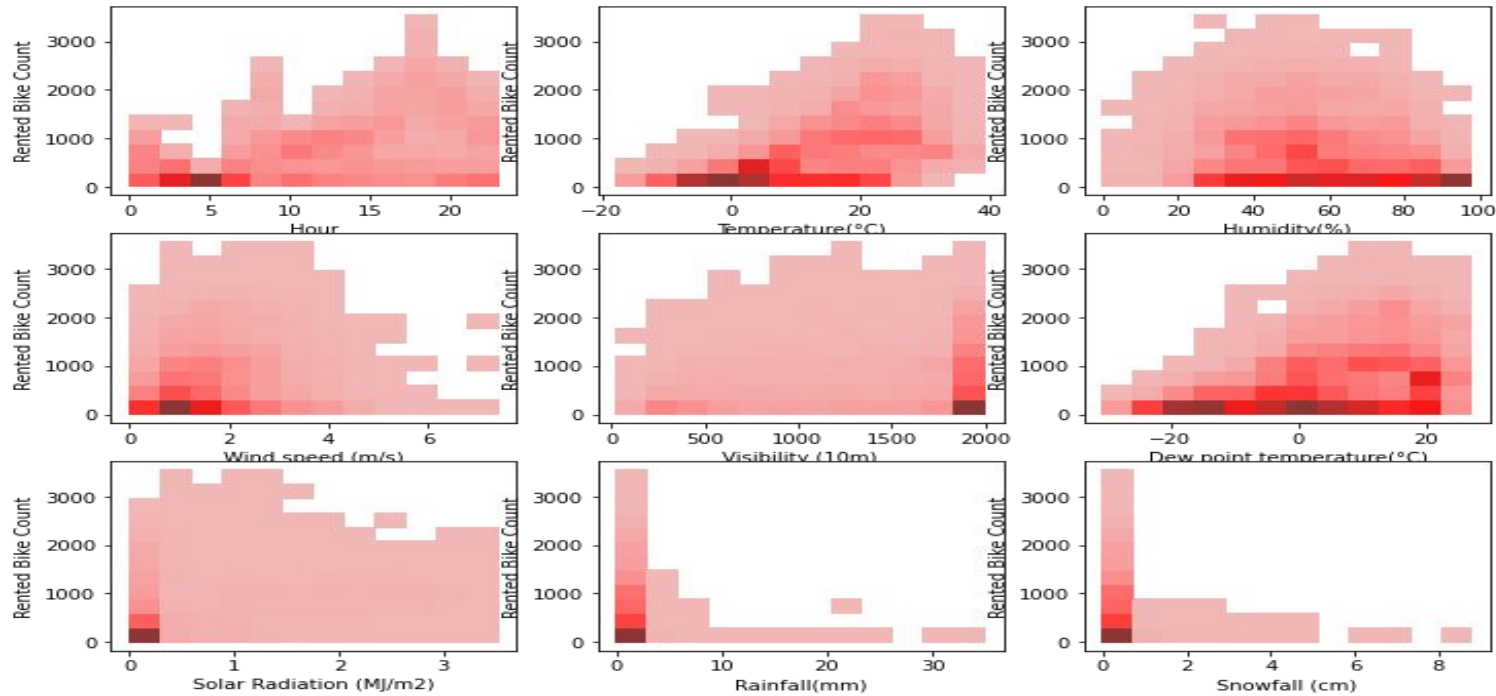 Rented Bike Count
3000
2000
1000
0
0 5 10 15 20
Hour
Rented Bike Count
3000
2000
1000
0
−20 0 20 40
Temperature(°C)
Rented Bike Count
3000
2000
1000
0
0 20 40 60 80 100
Humidity(%)
Rented Bike Count
3000
2000
1000
0
0 2 4 6
Wind speed (m/s)
Rented Bike Count
3000
2000
1000
0
0 500 1000 1500 2000
Visibility (10m)
Rented Bike Count
3000
2000
1000
0
−20 0 20
Dew point temperature(°C)
Rented Bike Count
3000
2000
1000
0
0 1 2 3
Solar Radiation (MJ/m2)
Rented Bike Count
3000
2000
1000
0
0 10 20 30
Rainfall(mm)
Rented Bike Count
3000
2000
1000
0
0 2 4 6 8
Snowfall (cm)